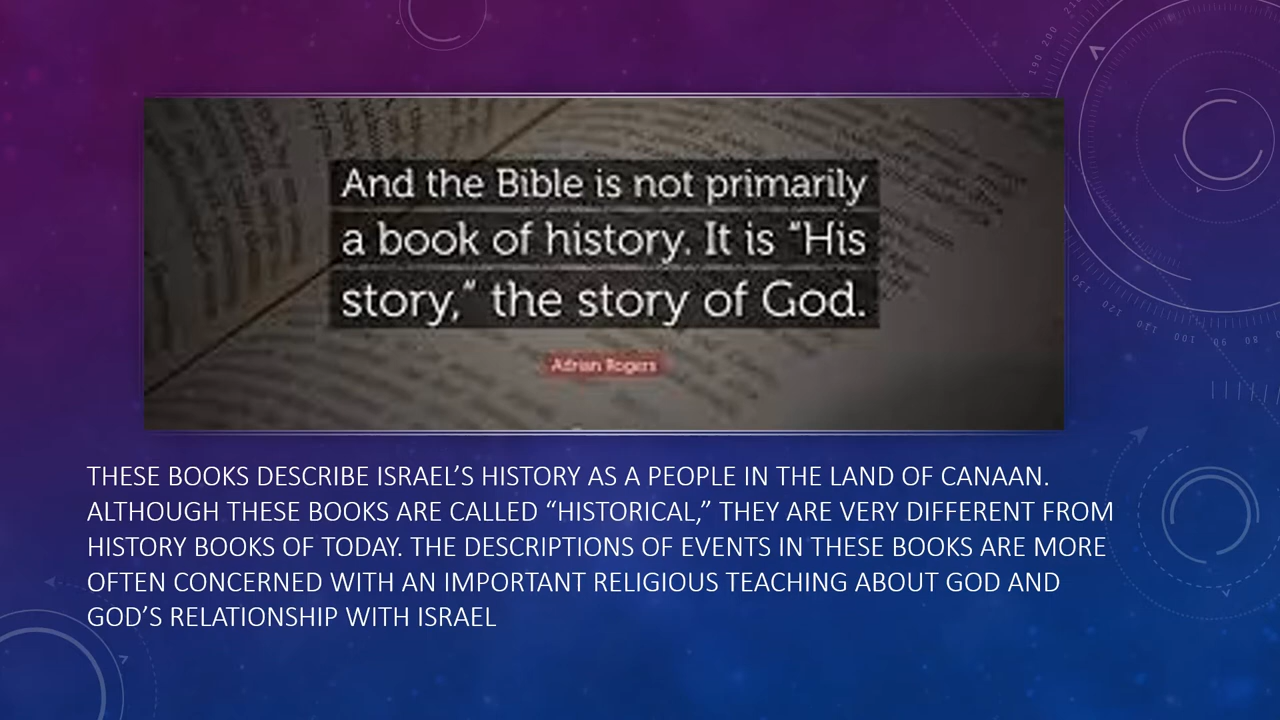 And the Bible is not primarily
a book of history. It is “His
story,” the story of God.
Adrian Rogers
THESE BOOKS DESCRIBE ISRAEL’S HISTORY AS A PEOPLE IN THE LAND OF CANAAN.
ALTHOUGH THESE BOOKS ARE CALLED “HISTORICAL,” THEY ARE VERY DIFFERENT FROM
HISTORY BOOKS OF TODAY. THE DESCRIPTIONS OF EVENTS IN THESE BOOKS ARE MORE
OFTEN CONCERNED WITH AN IMPORTANT RELIGIOUS TEACHING ABOUT GOD AND
GOD’S RELATIONSHIP WITH ISRAEL